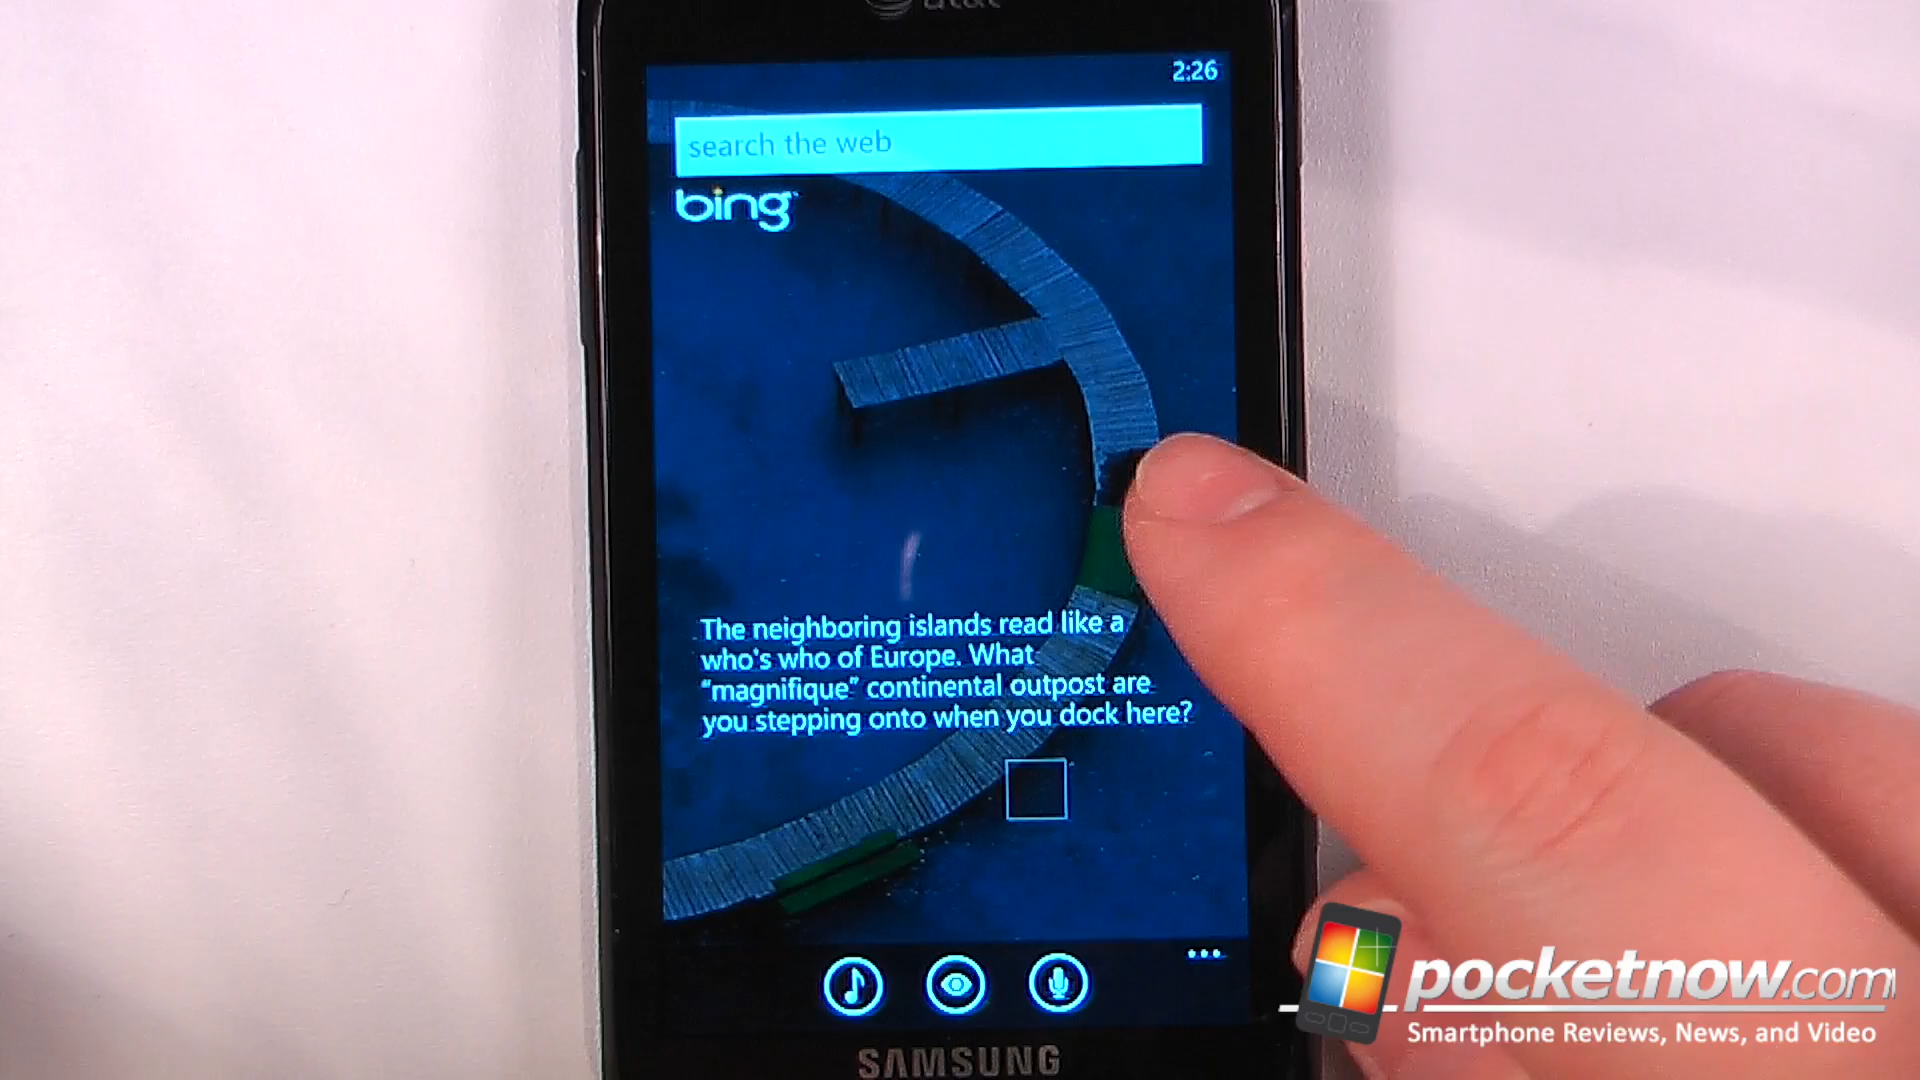 at&t
2:26
search the web
bing
The neighboring islands read like a
who's who of Europe. What
"magnifique" continental outpost are
you stepping onto when you dock here?
SAMSUNG
pocketnow.com
Smartphone Reviews, News, and Video